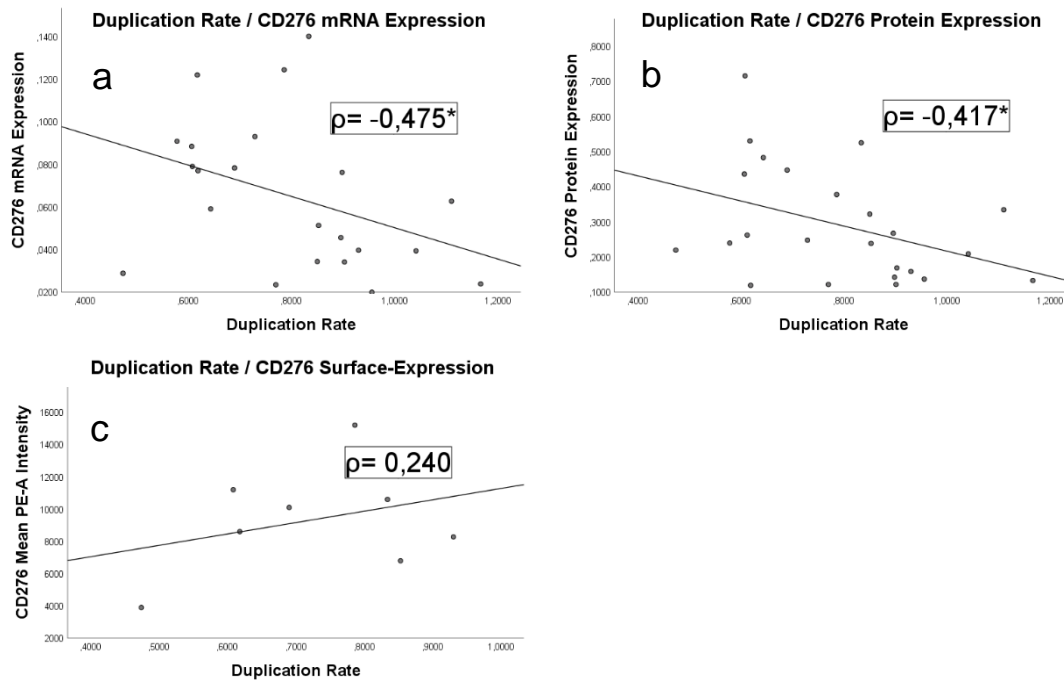 Duplication Rate / CD276 mRNA Expression
a
ρ= -0,475*
CD276 mRNA Expression
,1400
,1200
,1000
,0800
,0600
,0400
,0200
,4000 ,6000 ,8000 1,0000 1,2000
Duplication Rate
Duplication Rate / CD276 Protein Expression
b
ρ= -0,417*
CD276 Protein Expression
,8000
,7000
,6000
,5000
,4000
,3000
,2000
,1000
,4000 ,6000 ,8000 1,0000 1,2000
Duplication Rate
Duplication Rate / CD276 Surface-Expression
c
ρ= 0,240
CD276 Mean PE-A Intensity
16000
14000
12000
10000
8000
6000
4000
2000
,4000 ,5000 ,6000 ,7000 ,8000 ,9000 1,0000
Duplication Rate